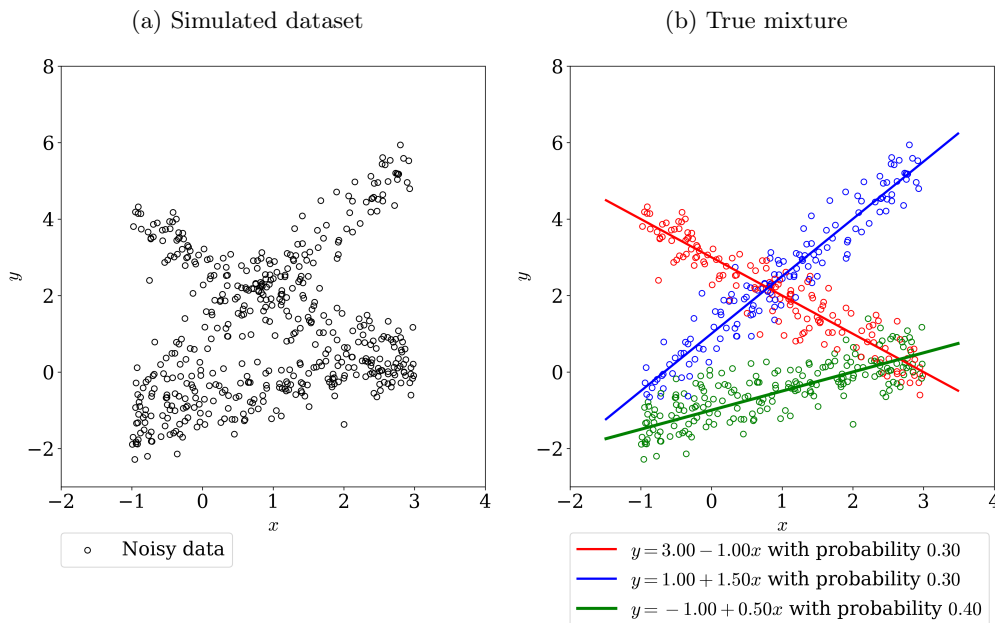 (a) Simulated dataset
(b) True mixture
8
6
4
2
0
−2
y
−2 −1 0 1 2 3 4
x
Noisy data
8
6
4
2
0
−2
y
−2 −1 0 1 2 3 4
x
y = 3.00 − 1.00x with probability 0.30
y = 1.00 + 1.50x with probability 0.30
y = −1.00 + 0.50x with probability 0.40